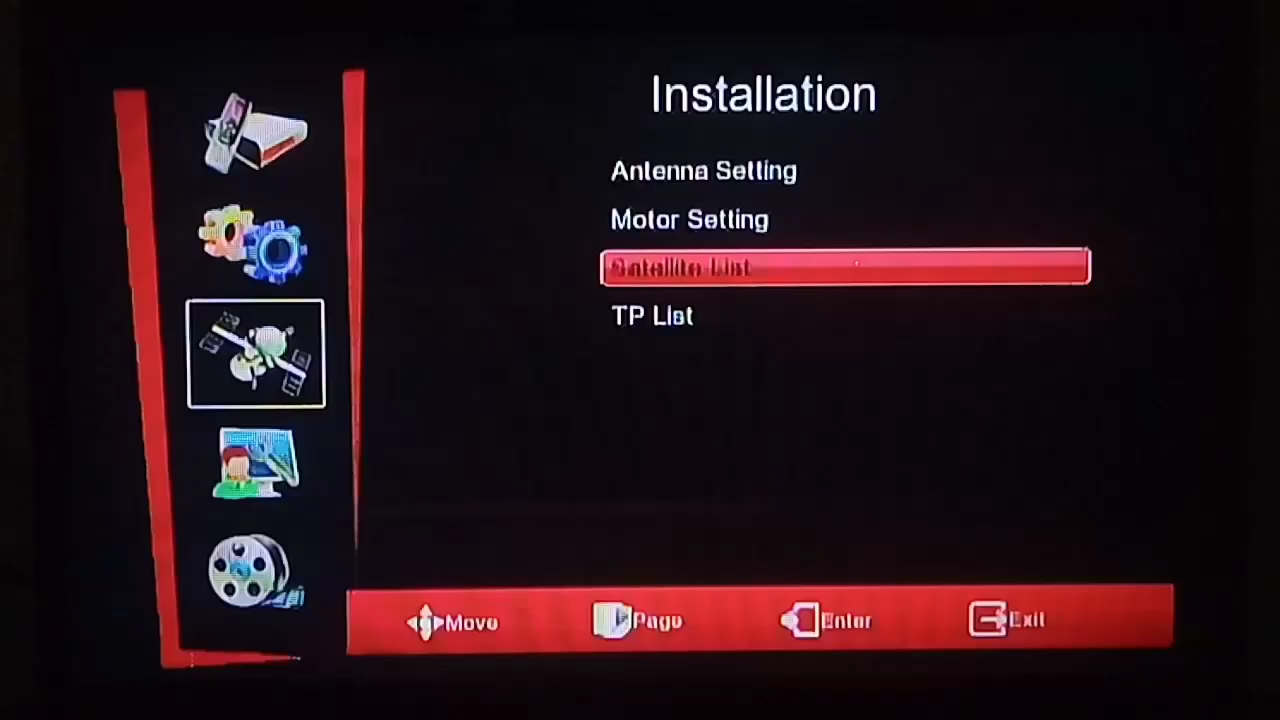 Installation
Antenna Setting
Motor Setting
Satellite List
TP List
Move Page Enter Exit